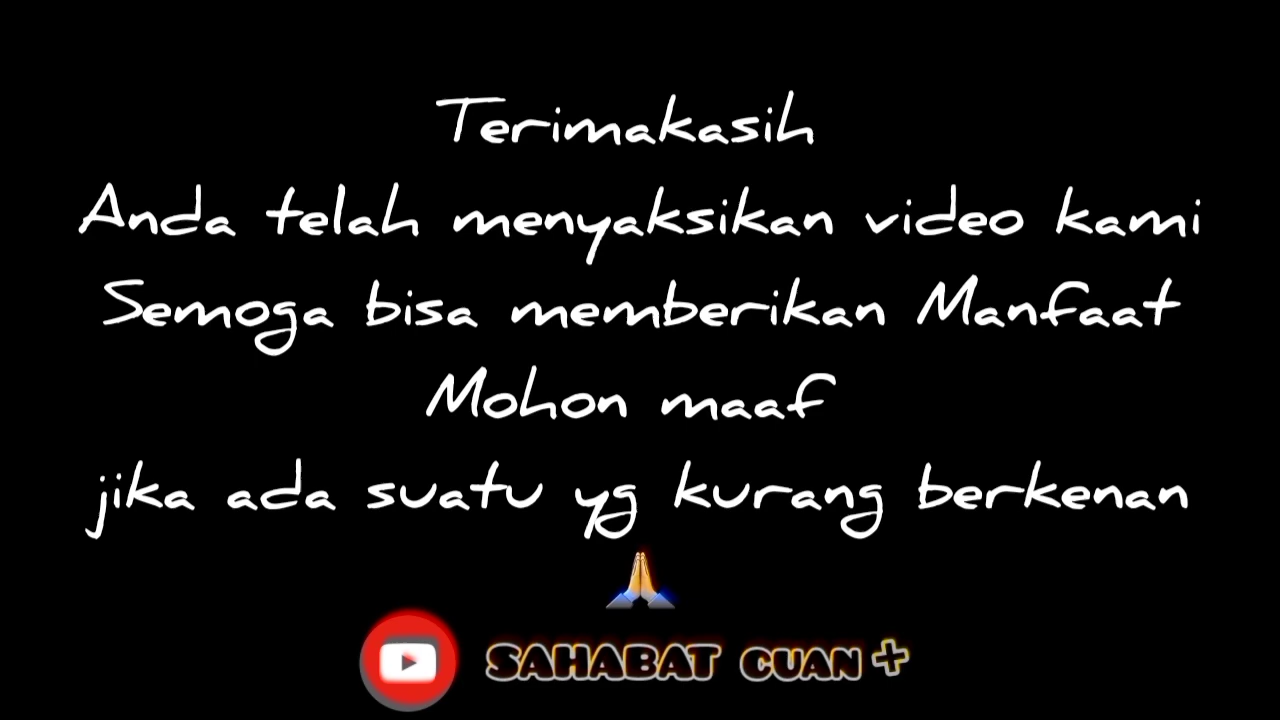 Terimakasih
Anda telah menyaksikan video kami
Semoga bisa memberikan Manfaat
Mohon maaf
jika ada suatu yg kurang berkenan
🙏
SAHABAT CUAN +